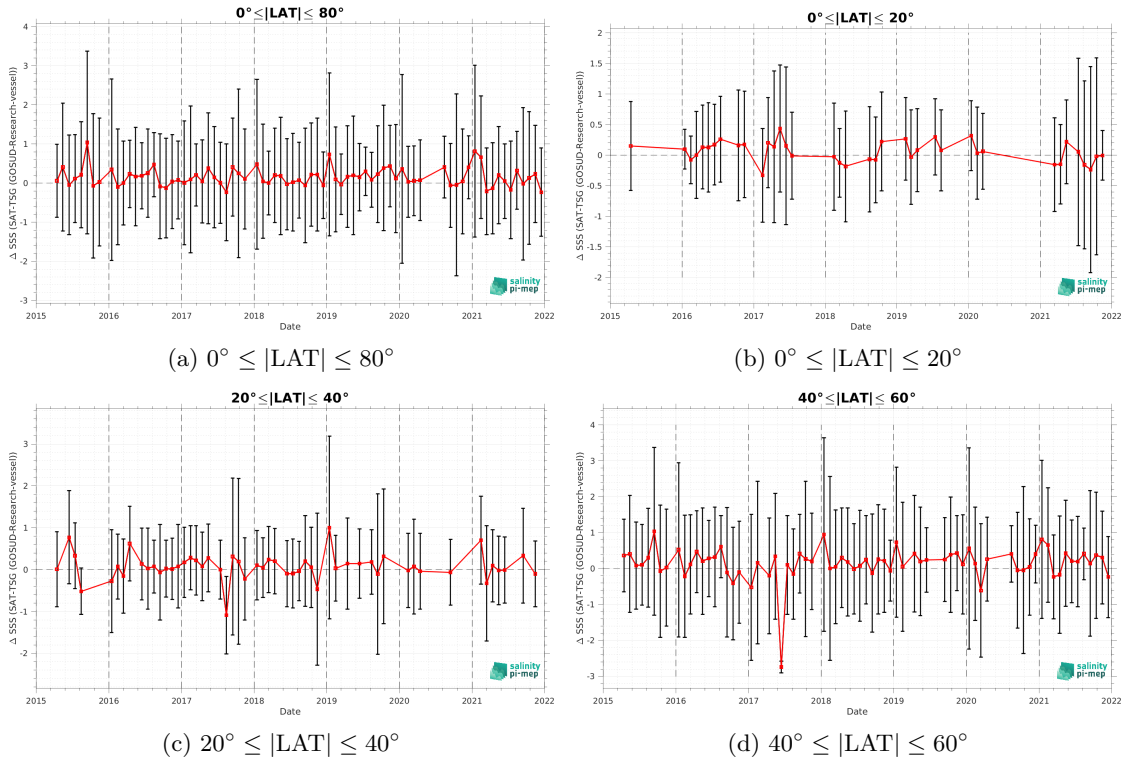 0°≤|LAT|≤ 80°
Δ SSS (SAT-TSG (GOSUD-Research-vessel))
4
3
2
1
0
-1
-2
-3
2015 2016 2017 2018 2019 2020 2021 2022
Date
salinity
pi-mep
(a) 0° ≤ |LAT| ≤ 80°
0°≤|LAT|≤ 20°
Δ SSS (SAT-TSG (GOSUD-Research-vessel))
2
1.5
1
0.5
0
-0.5
-1
-1.5
-2
2015 2016 2017 2018 2019 2020 2021 2022
Date
salinity
pi-mep
(b) 0° ≤ |LAT| ≤ 20°
20°≤|LAT|≤ 40°
Δ SSS (SAT-TSG (GOSUD-Research-vessel))
3
2
1
0
-1
-2
2015 2016 2017 2018 2019 2020 2021 2022
Date
salinity
pi-mep
(c) 20° ≤ |LAT| ≤ 40°
40°≤|LAT|≤ 60°
Δ SSS (SAT-TSG (GOSUD-Research-vessel))
4
3
2
1
0
-1
-2
-3
2015 2016 2017 2018 2019 2020 2021 2022
Date
salinity
pi-mep
(d) 40° ≤ |LAT| ≤ 60°